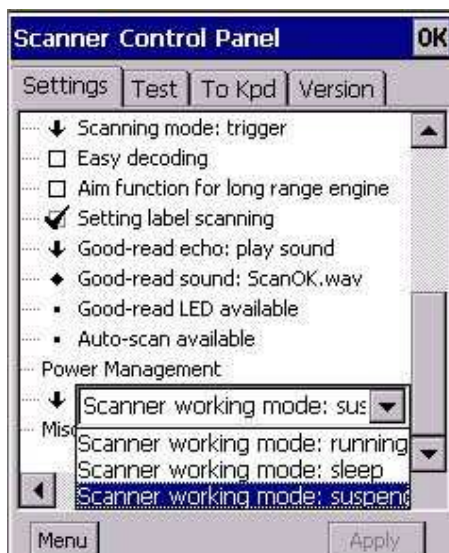 Scanner Control Panel OK
Settings Test To Kpd Version
Scanning mode: trigger
Easy decoding
Aim function for long range engine
Setting label scanning
Good-read echo: play sound
Good-read sound: ScanOK.wav
Good-read LED available
Auto-scan available
Power Management
Scanner working mode: sus
Misc
Scanner working mode: running
Scanner working mode: sleep
Scanner working mode: suspend
Menu Apply